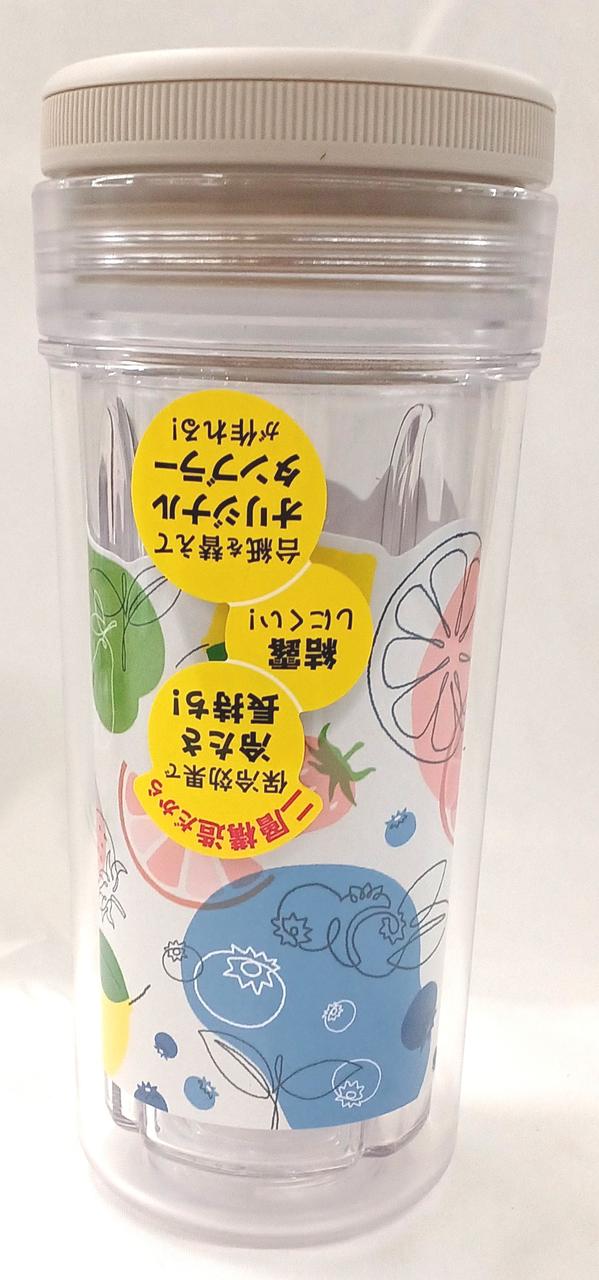 二層構造だから
保冷効果で
冷たさ
長持ち!
結露
しにくい!
台紙を替えて
オリジナル
タンブラー
が作れる!